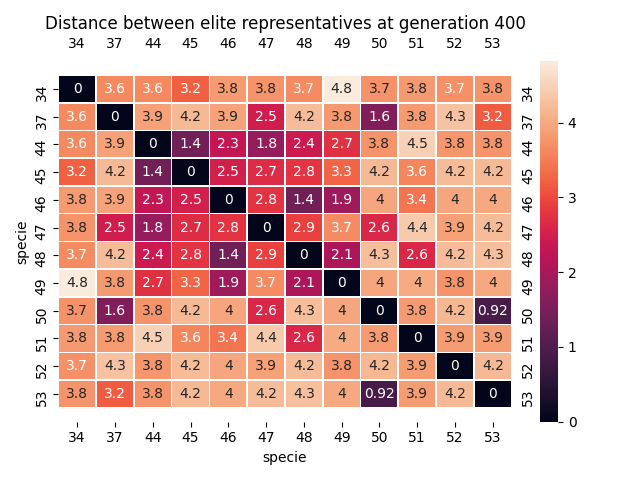 Distance between elite representatives at generation 400
34 37 44 45 46 47 48 49 50 51 52 53
34 0 3.6 3.6 3.2 3.8 3.8 3.7 4.8 3.7 3.8 3.7 3.8 34
37 3.6 0 3.9 4.2 3.9 2.5 4.2 3.8 1.6 3.8 4.3 3.2 37
44 3.6 3.9 0 1.4 2.3 1.8 2.4 2.7 3.8 4.5 3.8 3.8 44
45 3.2 4.2 1.4 0 2.5 2.7 2.8 3.3 4.2 3.6 4.2 4.2 45
46 3.8 3.9 2.3 2.5 0 2.8 1.4 1.9 4 3.4 4 4 46
47 3.8 2.5 1.8 2.7 2.8 0 2.9 3.7 2.6 4.4 3.9 4.2 47
48 3.7 4.2 2.4 2.8 1.4 2.9 0 2.1 4.3 2.6 4.2 4.3 48
49 4.8 3.8 2.7 3.3 1.9 3.7 2.1 0 4 4 3.8 4 49
50 3.7 1.6 3.8 4.2 4 2.6 4.3 4 0 3.8 4.2 0.92 50
51 3.8 3.8 4.5 3.6 3.4 4.4 2.6 4 3.8 0 3.9 3.9 51
52 3.7 4.3 3.8 4.2 4 3.9 4.2 3.8 4.2 3.9 0 4.2 52
53 3.8 3.2 3.8 4.2 4 4.2 4.3 4 0.92 3.9 4.2 0 53
34 37 44 45 46 47 48 49 50 51 52 53
specie
specie
4
3
2
1
0